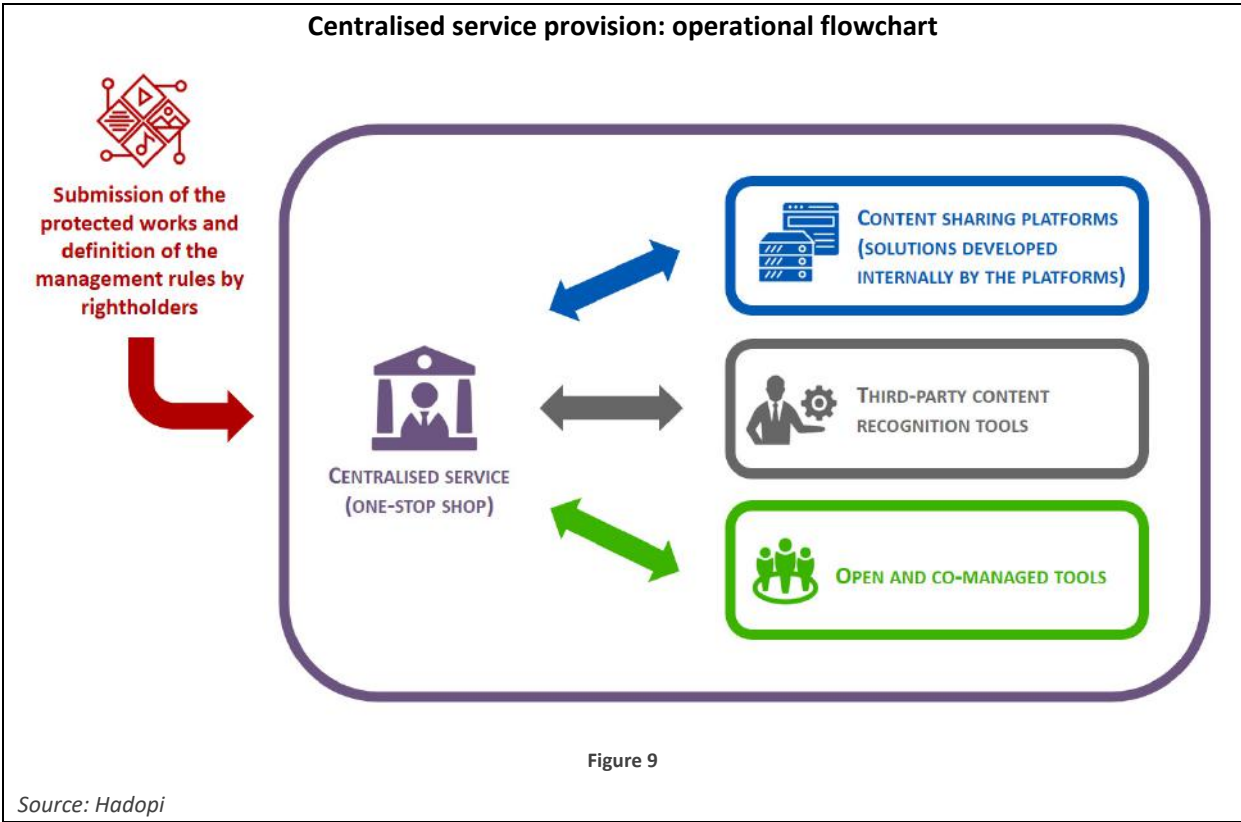 Centralised service provision: operational flowchart
Submission of the
protected works and
definition of the
management rules by
rightholders
CENTRALISED SERVICE
(ONE-STOP SHOP)
CONTENT SHARING PLATFORMS
(SOLUTIONS DEVELOPED
INTERNALLY BY THE PLATFORMS)
THIRD-PARTY CONTENT
RECOGNITION TOOLS
OPEN AND CO-MANAGED TOOLS
Figure 9
Source: Hadopi